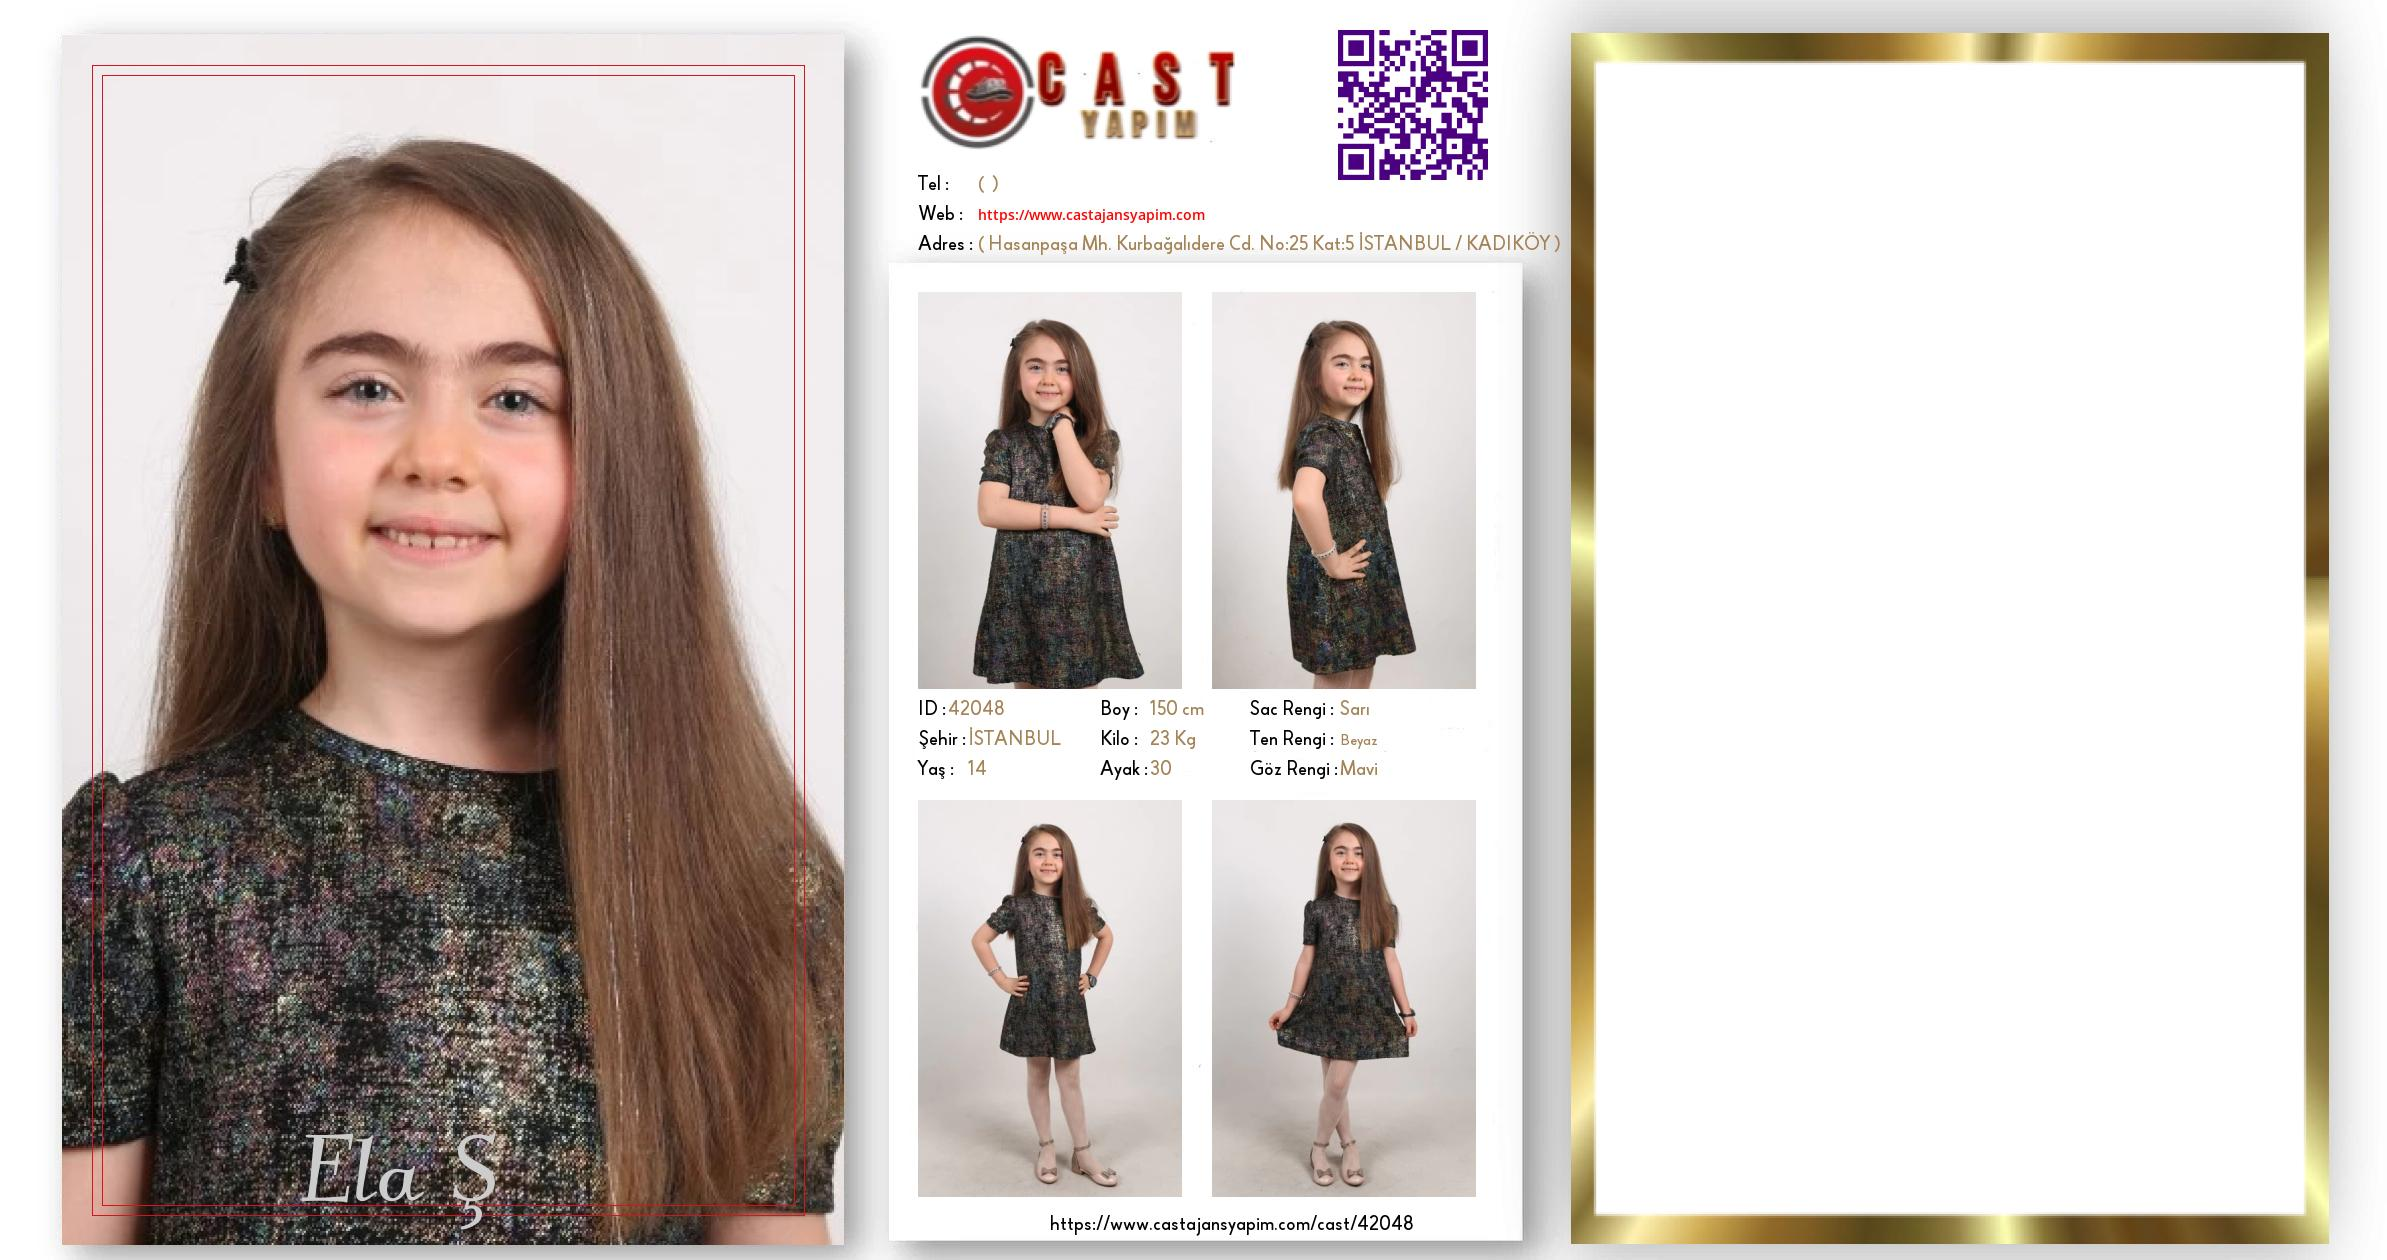 Ela Ş
CAST
YAPIM
Tel : ( )
Web : https://www.castajansyapim.com
Adres : ( Hasanpaşa Mh. Kurbağalıdere Cd. No:25 Kat:5 İSTANBUL / KADIKÖY )
ID : 42048 Boy : 150 cm Sac Rengi : Sarı
Şehir : İSTANBUL Kilo : 23 Kg Ten Rengi : Beyaz
Yaş : 14 Ayak : 30 Göz Rengi : Mavi
https://www.castajansyapim.com/cast/42048